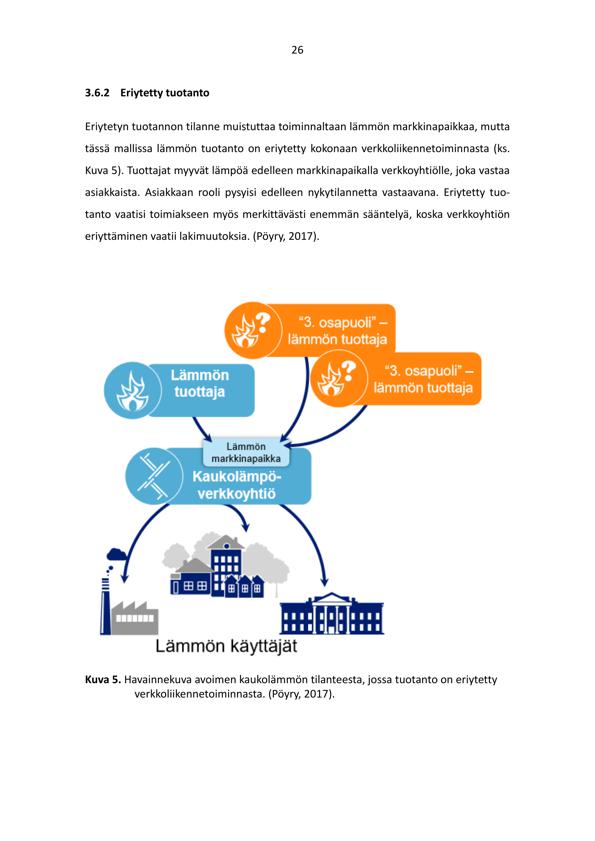 26
3.6.2 Eriytetty tuotanto
Eriytetyn tuotannon tilanne muistuttaa toiminnaltaan lämmön markkinapaikkaa, mutta
tässä mallissa lämmön tuotanto on eriytetty kokonaan verkkoliikennetoiminnasta (ks.
Kuva 5). Tuottajat myyvät lämpöä edelleen markkinapaikalla verkkoyhtiölle, joka vastaa
asiakkaista. Asiakkaan rooli pysyisi edelleen nykytilannetta vastaavana. Eriytetty tuo-
tanto vaatisi toimiakseen myös merkittävästi enemmän sääntelyä, koska verkkoyhtiön
eriyttäminen vaatii lakimuutoksia. (Pöyry, 2017).
"3. osapuoli" –
lämmön tuottaja
"3. osapuoli" –
lämmön tuottaja
Lämmön
tuottaja
Lämmön
markkinapaikka
Kaukolämpö-
verkkoyhtiö
Lämmön käyttäjät
Kuva 5. Havainnekuva avoimen kaukolämmön tilanteesta, jossa tuotanto on eriytetty
verkkoliikennetoiminnasta. (Pöyry, 2017).